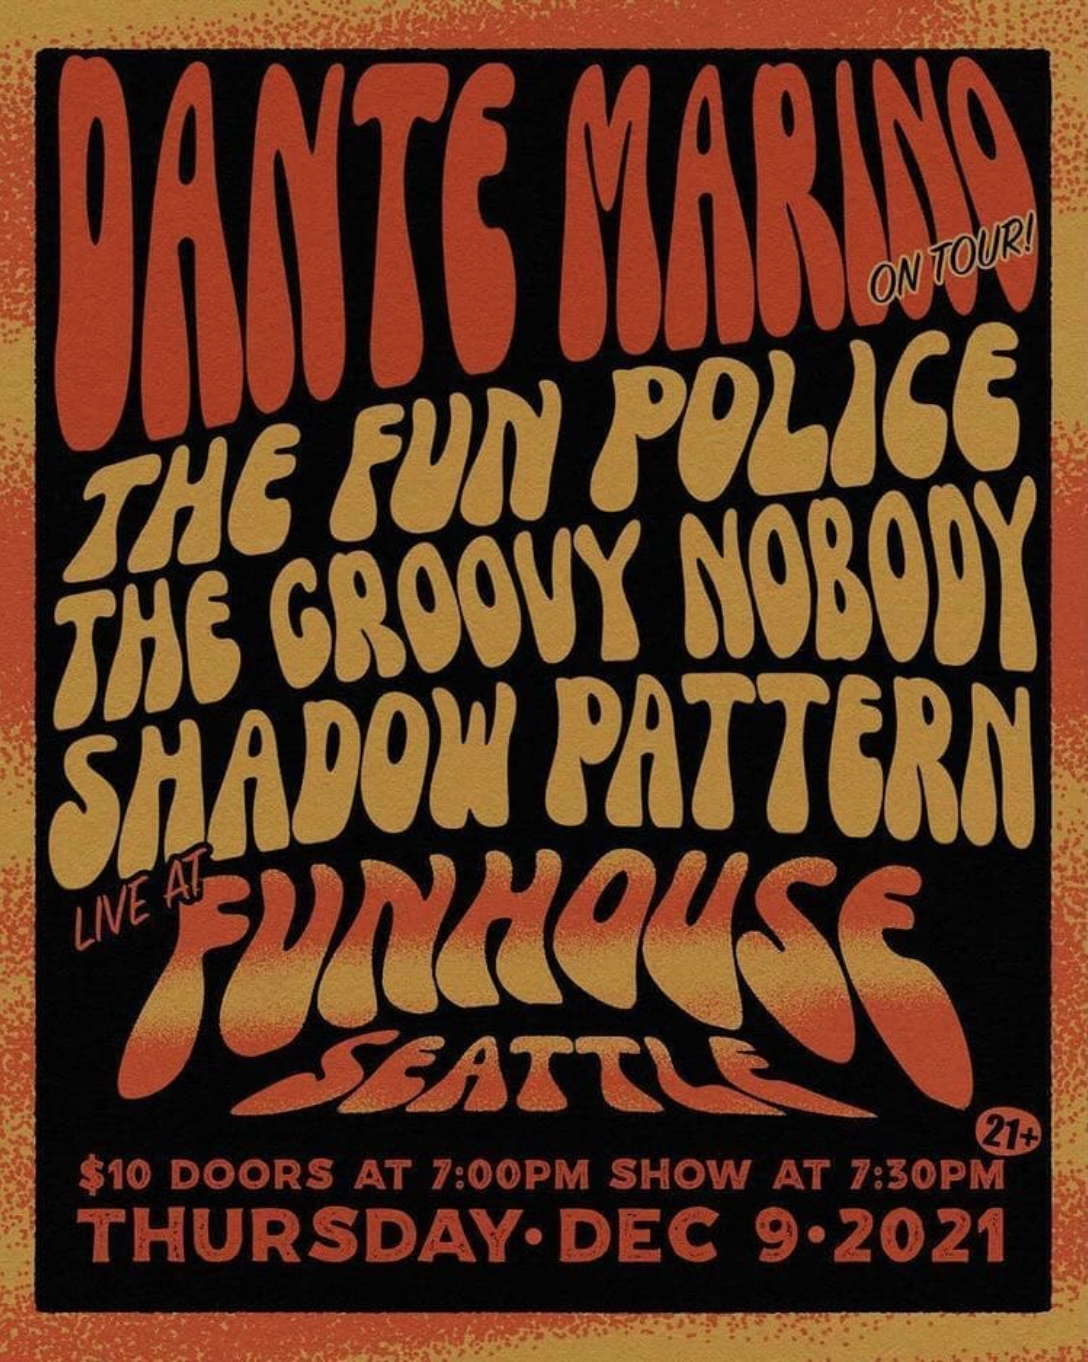 DANTE MARINO
ON TOUR!
THE FUN POLICE
THE GROOVY NOBODY
SHADOW PATTERN
LIVE AT
FUNHOUSE
SEATTLE
21+
$10 DOORS AT 7:00PM SHOW AT 7:30PM
THURSDAY•DEC 9•2021